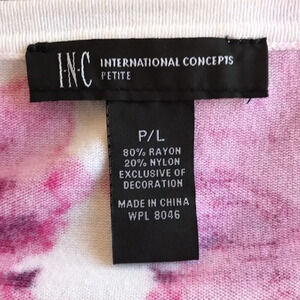 I·N·C INTERNATIONAL CONCEPTS
PETITE
P/L
80% RAYON
20% NYLON
EXCLUSIVE OF
DECORATION
MADE IN CHINA
WPL 8046